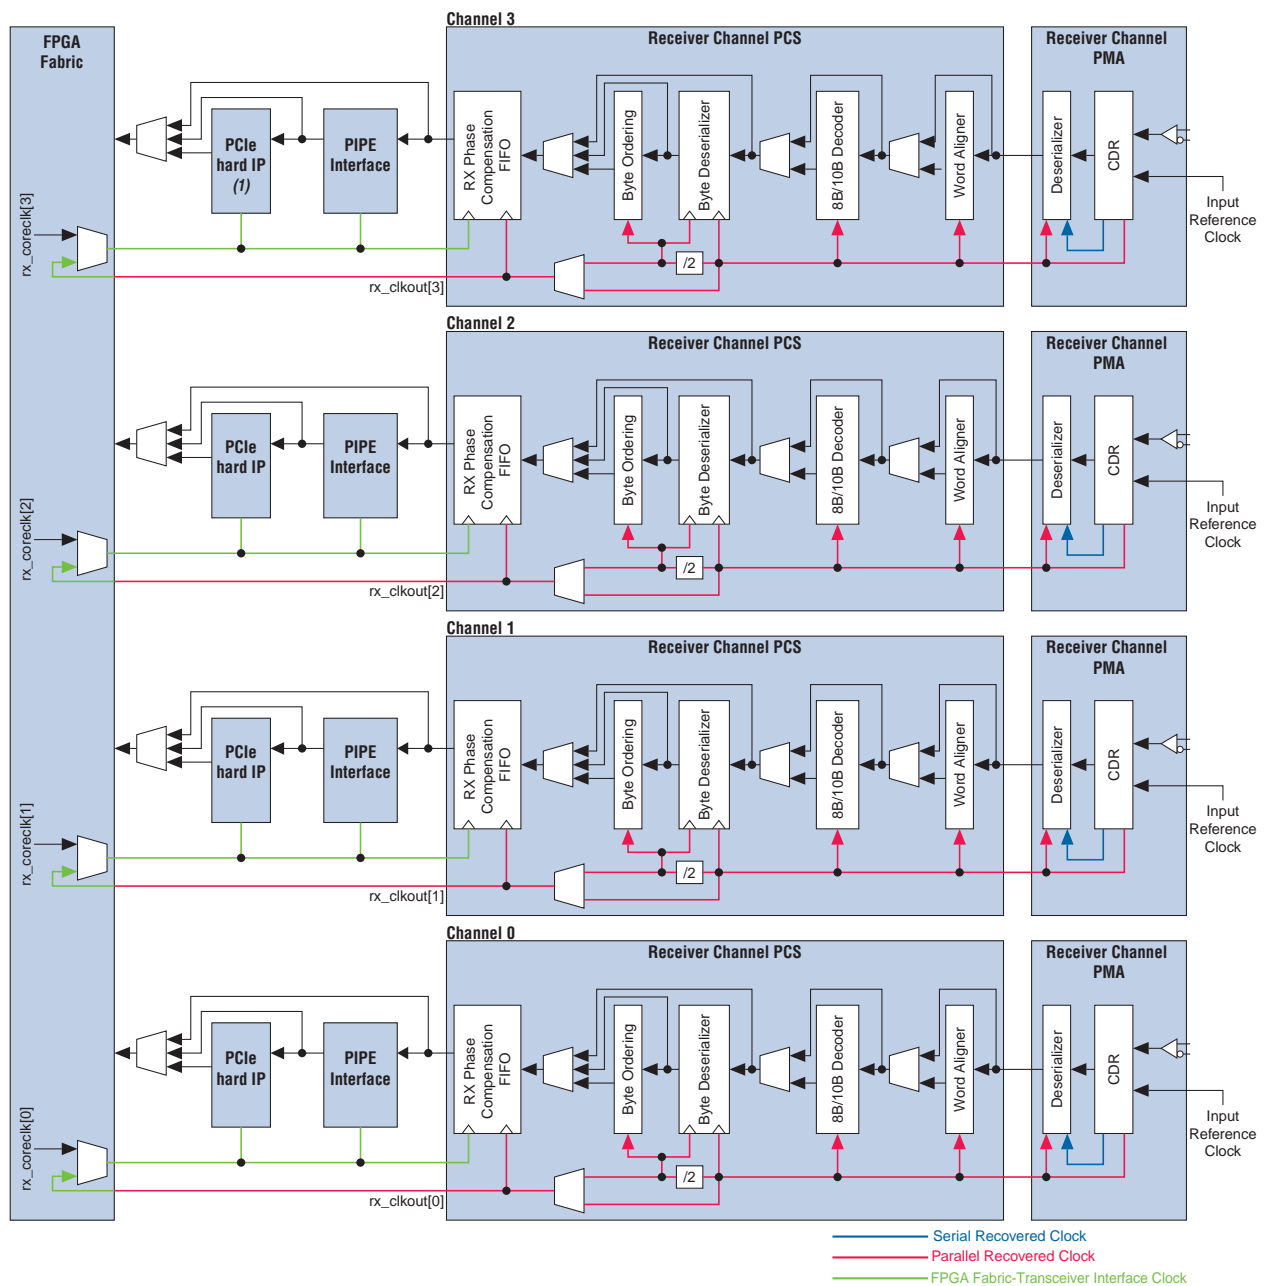 Channel 3
FPGA
Fabric
Receiver Channel PCS
Receiver Channel
PMA
PCIe
hard IP
(1)
PIPE
Interface
RX Phase
Compensation
FIFO
Byte Ordering
Byte Deserializer
8B/10B Decoder
Word Aligner
Deserializer
CDR
Input
Reference
Clock
rx_coreclk[3]
/2
rx_clkout[3]
Channel 2
Receiver Channel PCS
Receiver Channel
PMA
PCIe
hard IP
PIPE
Interface
RX Phase
Compensation
FIFO
Byte Ordering
Byte Deserializer
8B/10B Decoder
Word Aligner
Deserializer
CDR
Input
Reference
Clock
rx_coreclk[2]
/2
rx_clkout[2]
Channel 1
Receiver Channel PCS
Receiver Channel
PMA
PCIe
hard IP
PIPE
Interface
RX Phase
Compensation
FIFO
Byte Ordering
Byte Deserializer
8B/10B Decoder
Word Aligner
Deserializer
CDR
Input
Reference
Clock
rx_coreclk[1]
/2
rx_clkout[1]
Channel 0
Receiver Channel PCS
Receiver Channel
PMA
PCIe
hard IP
PIPE
Interface
RX Phase
Compensation
FIFO
Byte Ordering
Byte Deserializer
8B/10B Decoder
Word Aligner
Deserializer
CDR
Input
Reference
Clock
rx_coreclk[0]
/2
rx_clkout[0]
Serial Recovered Clock
Parallel Recovered Clock
FPGA Fabric-Transceiver Interface Clock